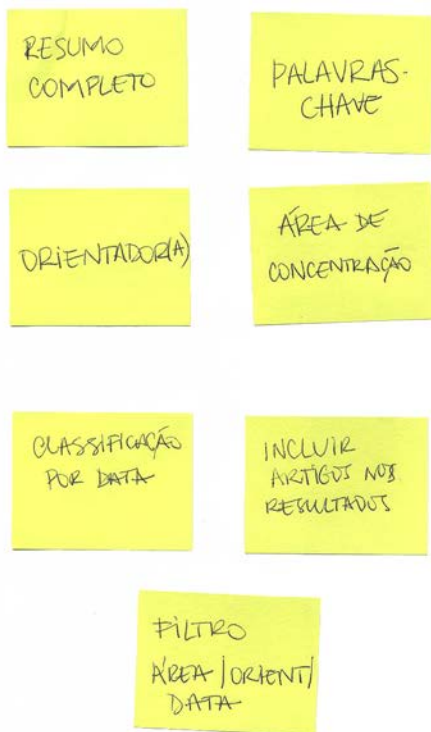 RESUMO
COMPLETO
PALAVRAS-
CHAVE
ORIENTADOR(A)
ÁREA DE
CONCENTRAÇÃO
CLASSIFICAÇÃO
POR DATA
INCLUIR
ARTIGOS NOS
RESULTADOS
FILTRO
ÁREA/ORIENT/
DATA